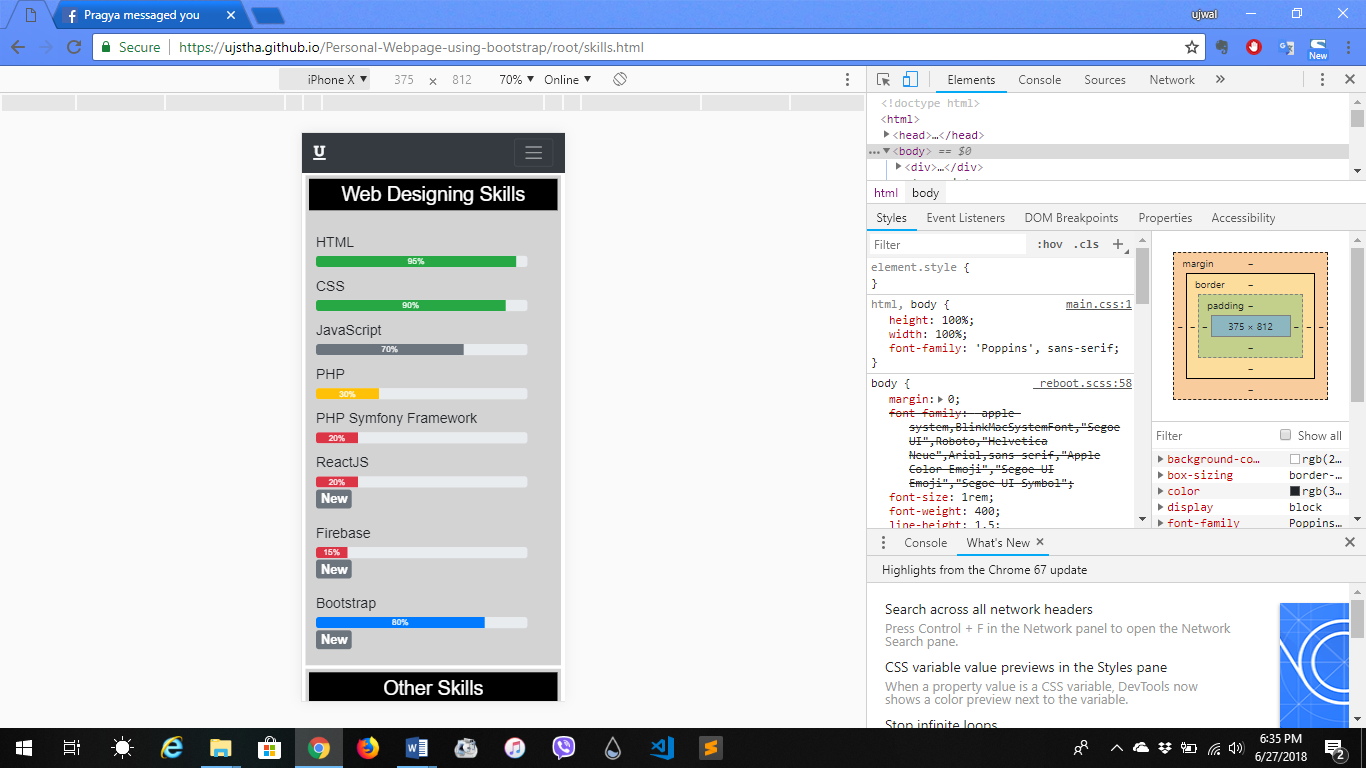 Pragya messaged you
ujwal
Secure https://ujstha.github.io/Personal-Webpage-using-bootstrap/root/skills.html
New
iPhone X ▼ 375 × 812 70% ▼ Online ▼
U
Web Designing Skills
HTML
95%
CSS
90%
JavaScript
70%
PHP
30%
PHP Symfony Framework
20%
ReactJS
20%
New
Firebase
15%
New
Bootstrap
80%
New
Other Skills
Elements Console Sources Network »
<!doctype html>
<html>
<head>…</head>
…<body> == $0
<div>…</div>
html body
Styles Event Listeners DOM Breakpoints Properties Accessibility
Filter :hov .cls +
element.style {
}
html, body { main.css:1
height: 100%;
width: 100%;
font-family: 'Poppins', sans-serif;
}
body { _reboot.scss:58
margin: 0;
font-family: -apple-
system,BlinkMacSystemFont,"Segoe
UI",Roboto,"Helvetica
Neue",Arial,sans-serif,"Apple
Color Emoji","Segoe UI
Emoji","Segoe UI Symbol";
font-size: 1rem;
font-weight: 400;
line-height: 1.5;
margin –
border –
padding –
– – – 375 × 812 – – –
–
–
–
Filter Show all
background-co… rgb(2…
box-sizing border-…
color rgb(3…
display block
font-family Poppins…
Console What's New ×
Highlights from the Chrome 67 update
Search across all network headers
Press Control + F in the Network panel to open the Network
Search pane.
CSS variable value previews in the Styles pane
When a property value is a CSS variable, DevTools now
shows a color preview next to the variable.
Stop infinite loops
6:35 PM
6/27/2018
2